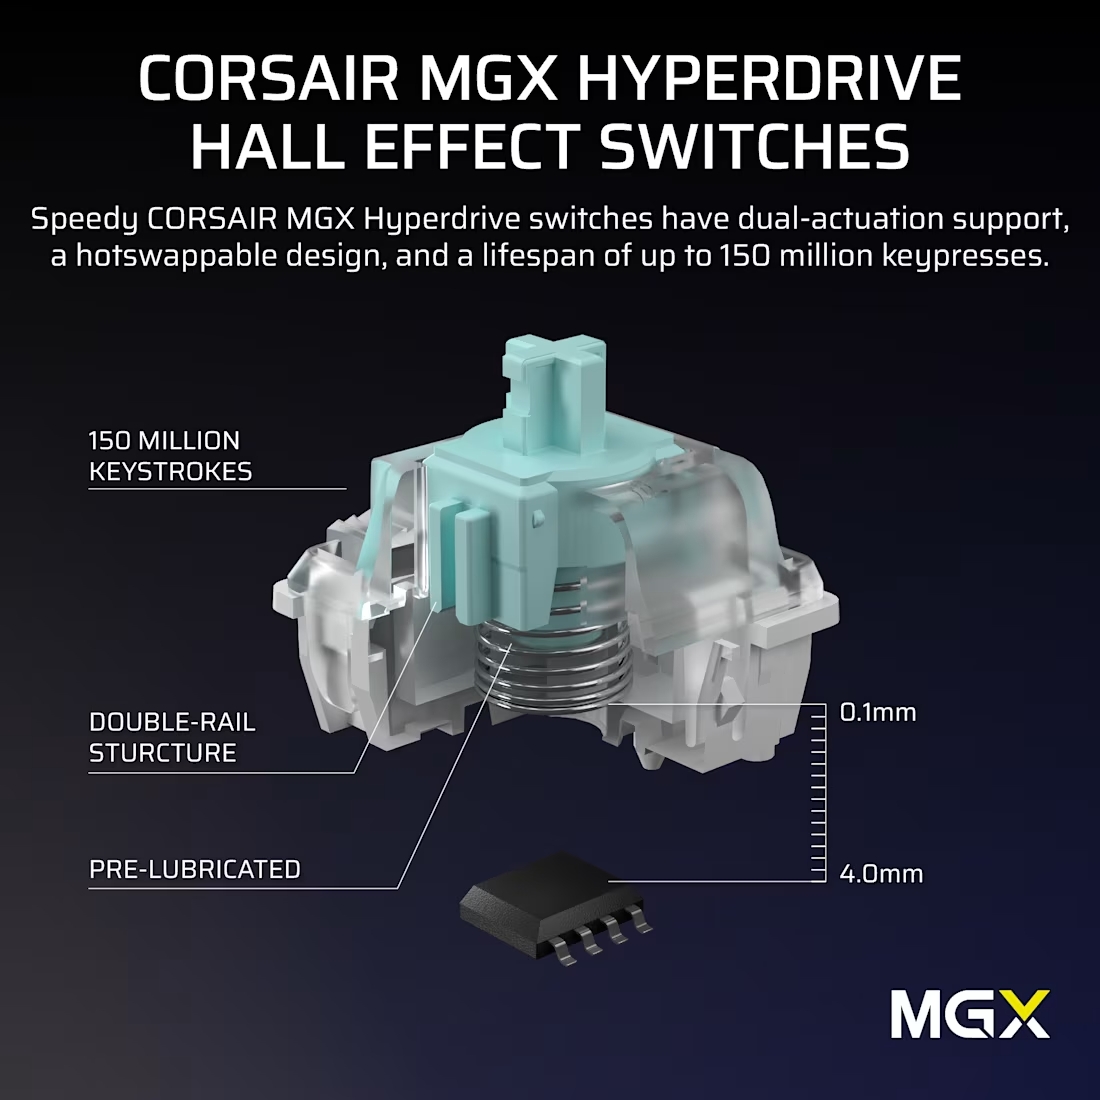 CORSAIR MGX HYPERDRIVE
HALL EFFECT SWITCHES
Speedy CORSAIR MGX Hyperdrive switches have dual-actuation support,
a hotswappable design, and a lifespan of up to 150 million keypresses.
150 MILLION
KEYSTROKES
DOUBLE-RAIL
STURCTURE
0.1mm
PRE-LUBRICATED
4.0mm
MGX